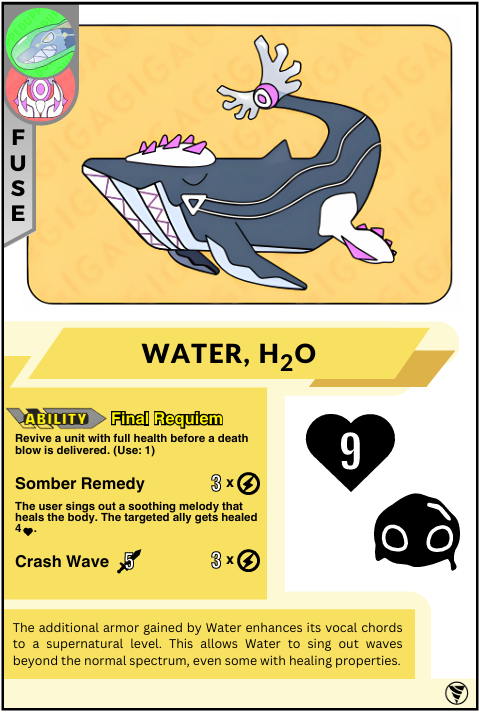 FUSE
WATER, H₂O
ABILITY Final Requiem
Revive a unit with full health before a death
blow is delivered. (Use: 1)
Somber Remedy 3 x
The user sings out a soothing melody that
heals the body. The targeted ally gets healed
4 .
Crash Wave 5 3 x
9
The additional armor gained by Water enhances its vocal chords
to a supernatural level. This allows Water to sing out waves
beyond the normal spectrum, even some with healing properties.